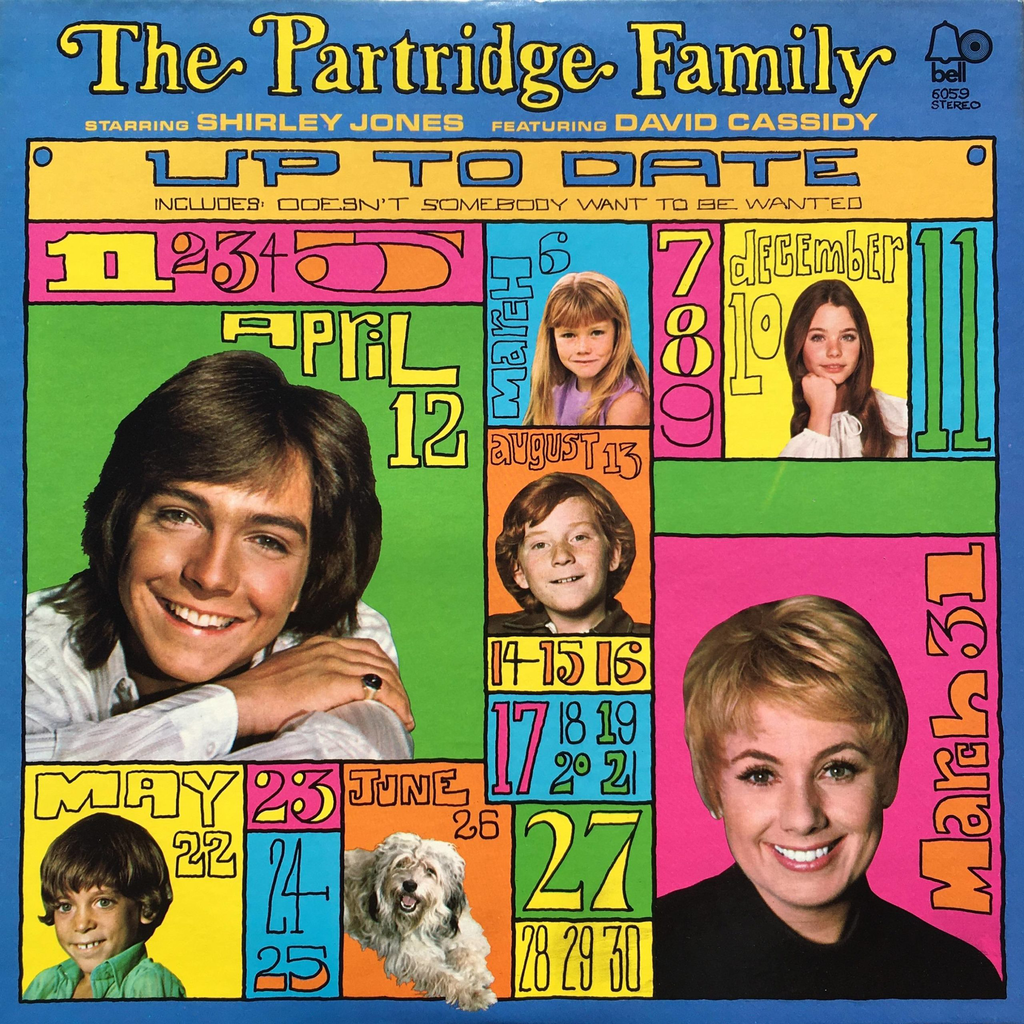 The Partridge Family
bell
6059
STEREO
STARRING SHIRLEY JONES FEATURING DAVID CASSIDY
UP TO DATE
INCLUDES: DOESN'T SOMEBODY WANT TO BE WANTED
1 2 3 4 5
MARCH 6
7
8
9
december
10
11
APRIL
12
AUGUST 13
14 15 16
17 18 19
20 21
March 31
MAY
22
23
24
25
JUNE
26
27
28 29 30